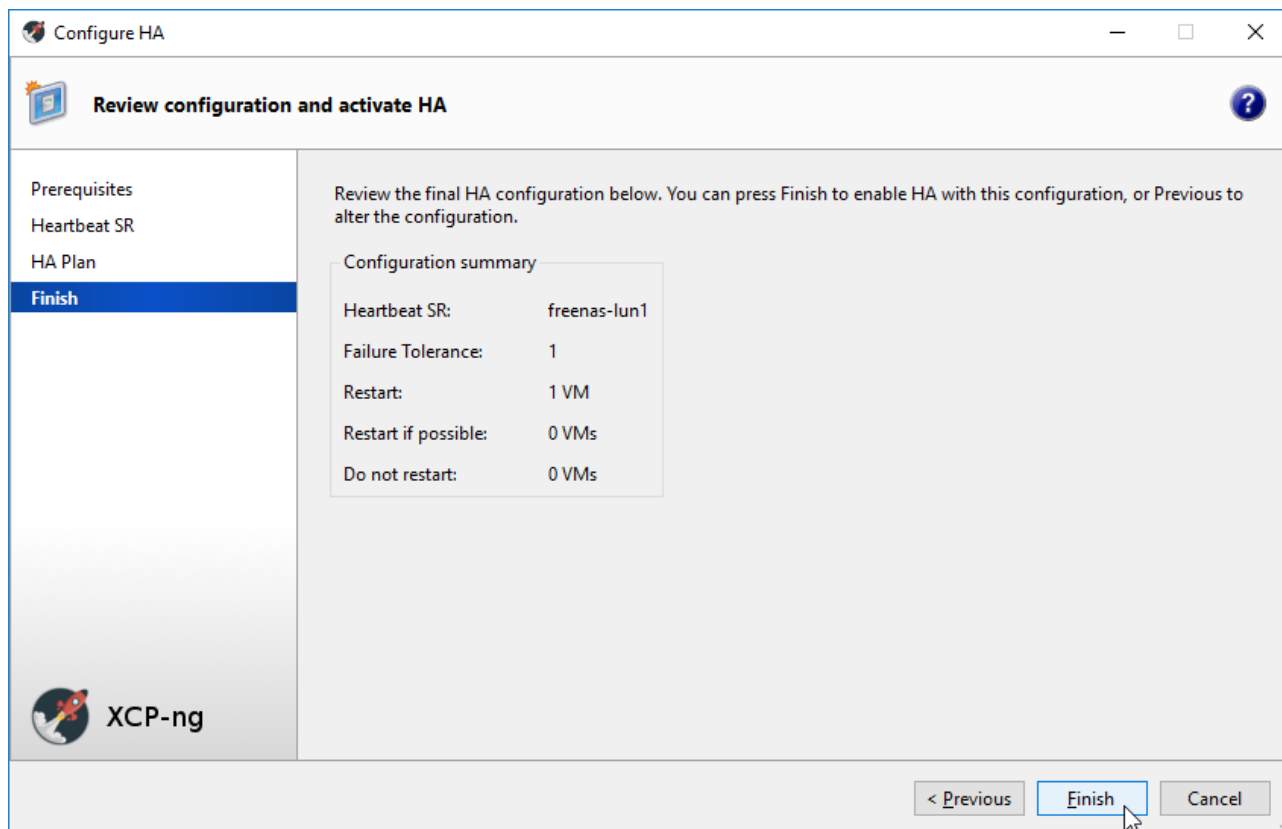 Configure HA
Review configuration and activate HA
?
Prerequisites
Heartbeat SR
HA Plan
Finish
Review the final HA configuration below. You can press Finish to enable HA with this configuration, or Previous to
alter the configuration.
Configuration summary
Heartbeat SR: freenas-lun1
Failure Tolerance: 1
Restart: 1 VM
Restart if possible: 0 VMs
Do not restart: 0 VMs
XCP-ng
< Previous Finish Cancel